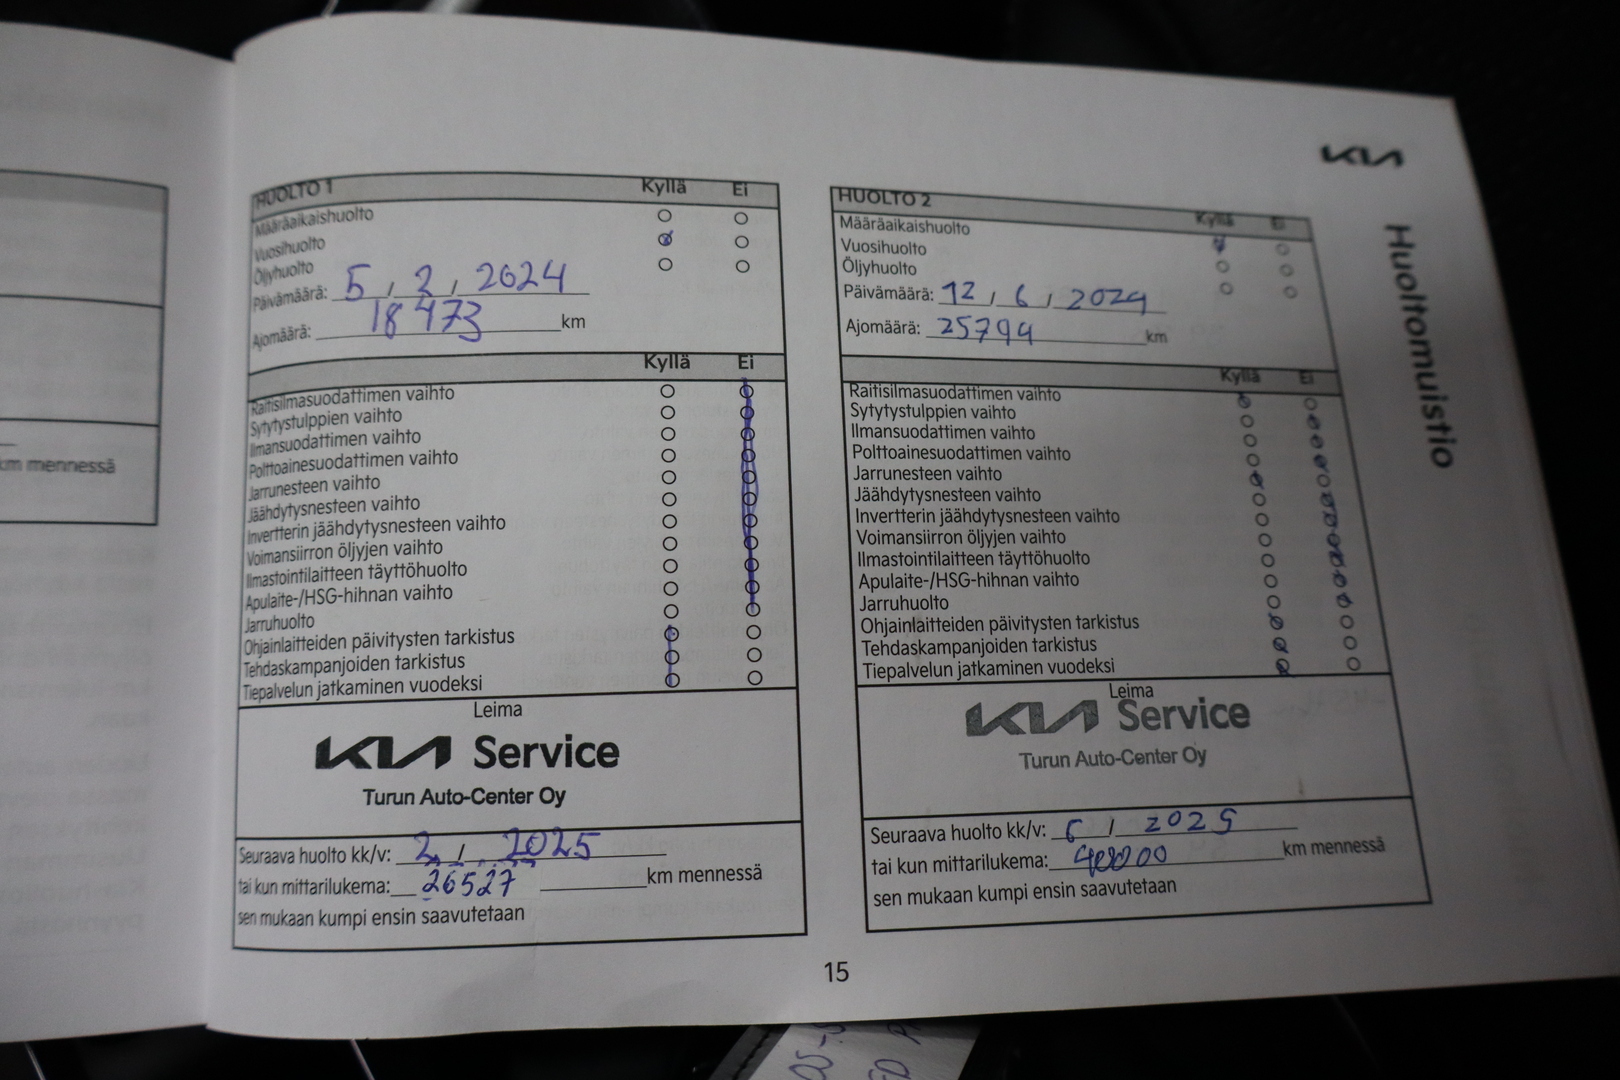 KIA
Huoltomuistio
km mennessä
HUOLTO 1 Kyllä Ei
Määräaikaishuolto
Vuosihuolto
Öljyhuolto
Päivämäärä: 5 / 2 / 2024
Ajomäärä: 18473 km
Kyllä Ei
Raitisilmasuodattimen vaihto
Sytytystulppien vaihto
Ilmansuodattimen vaihto
Polttoainesuodattimen vaihto
Jarrunesteen vaihto
Jäähdytysnesteen vaihto
Invertterin jäähdytysnesteen vaihto
Voimansiirron öljyjen vaihto
Ilmastointilaitteen täyttöhuolto
Apulaite-/HSG-hihnan vaihto
Jarruhuolto
Ohjainlaitteiden päivitysten tarkistus
Tehdaskampanjoiden tarkistus
Tiepalvelun jatkaminen vuodeksi
Leima
KIA Service
Turun Auto-Center Oy
Seuraava huolto kk/v: 2 / 2025
tai kun mittarilukema: 26527 km mennessä
sen mukaan kumpi ensin saavutetaan
HUOLTO 2 Kyllä Ei
Määräaikaishuolto
Vuosihuolto
Öljyhuolto
Päivämäärä: 12 / 6 / 2024
Ajomäärä: 25794 km
Kyllä Ei
Raitisilmasuodattimen vaihto
Sytytystulppien vaihto
Ilmansuodattimen vaihto
Polttoainesuodattimen vaihto
Jarrunesteen vaihto
Jäähdytysnesteen vaihto
Invertterin jäähdytysnesteen vaihto
Voimansiirron öljyjen vaihto
Ilmastointilaitteen täyttöhuolto
Apulaite-/HSG-hihnan vaihto
Jarruhuolto
Ohjainlaitteiden päivitysten tarkistus
Tehdaskampanjoiden tarkistus
Tiepalvelun jatkaminen vuodeksi
Leima
KIA Service
Turun Auto-Center Oy
Seuraava huolto kk/v: 6 / 2025
tai kun mittarilukema: km mennessä
sen mukaan kumpi ensin saavutetaan
15